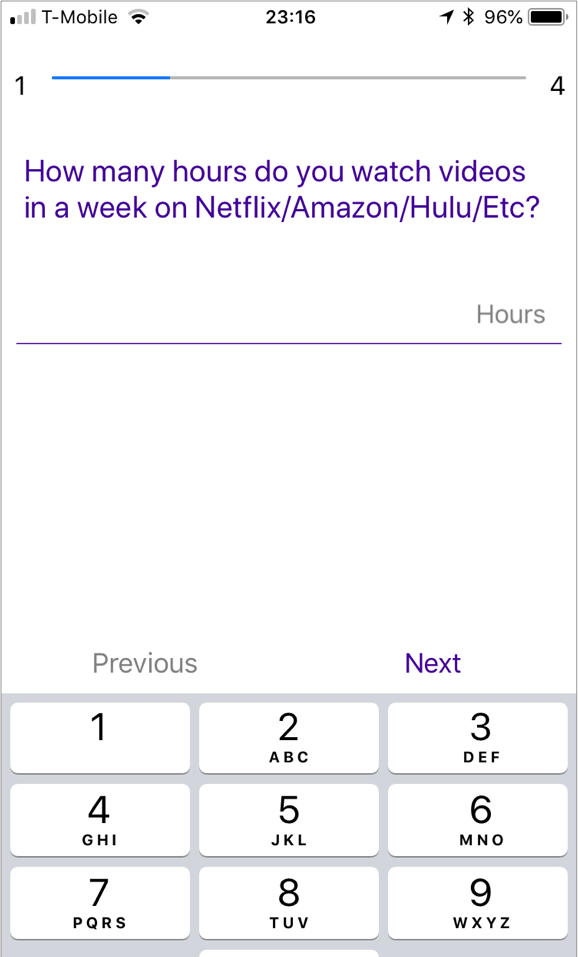 T-Mobile 23:16 96%
1 4
How many hours do you watch videos
in a week on Netflix/Amazon/Hulu/Etc?
Hours
Previous Next
1 2 3
ABC DEF
4 5 6
GHI JKL MNO
7 8 9
PQRS TUV WXYZ